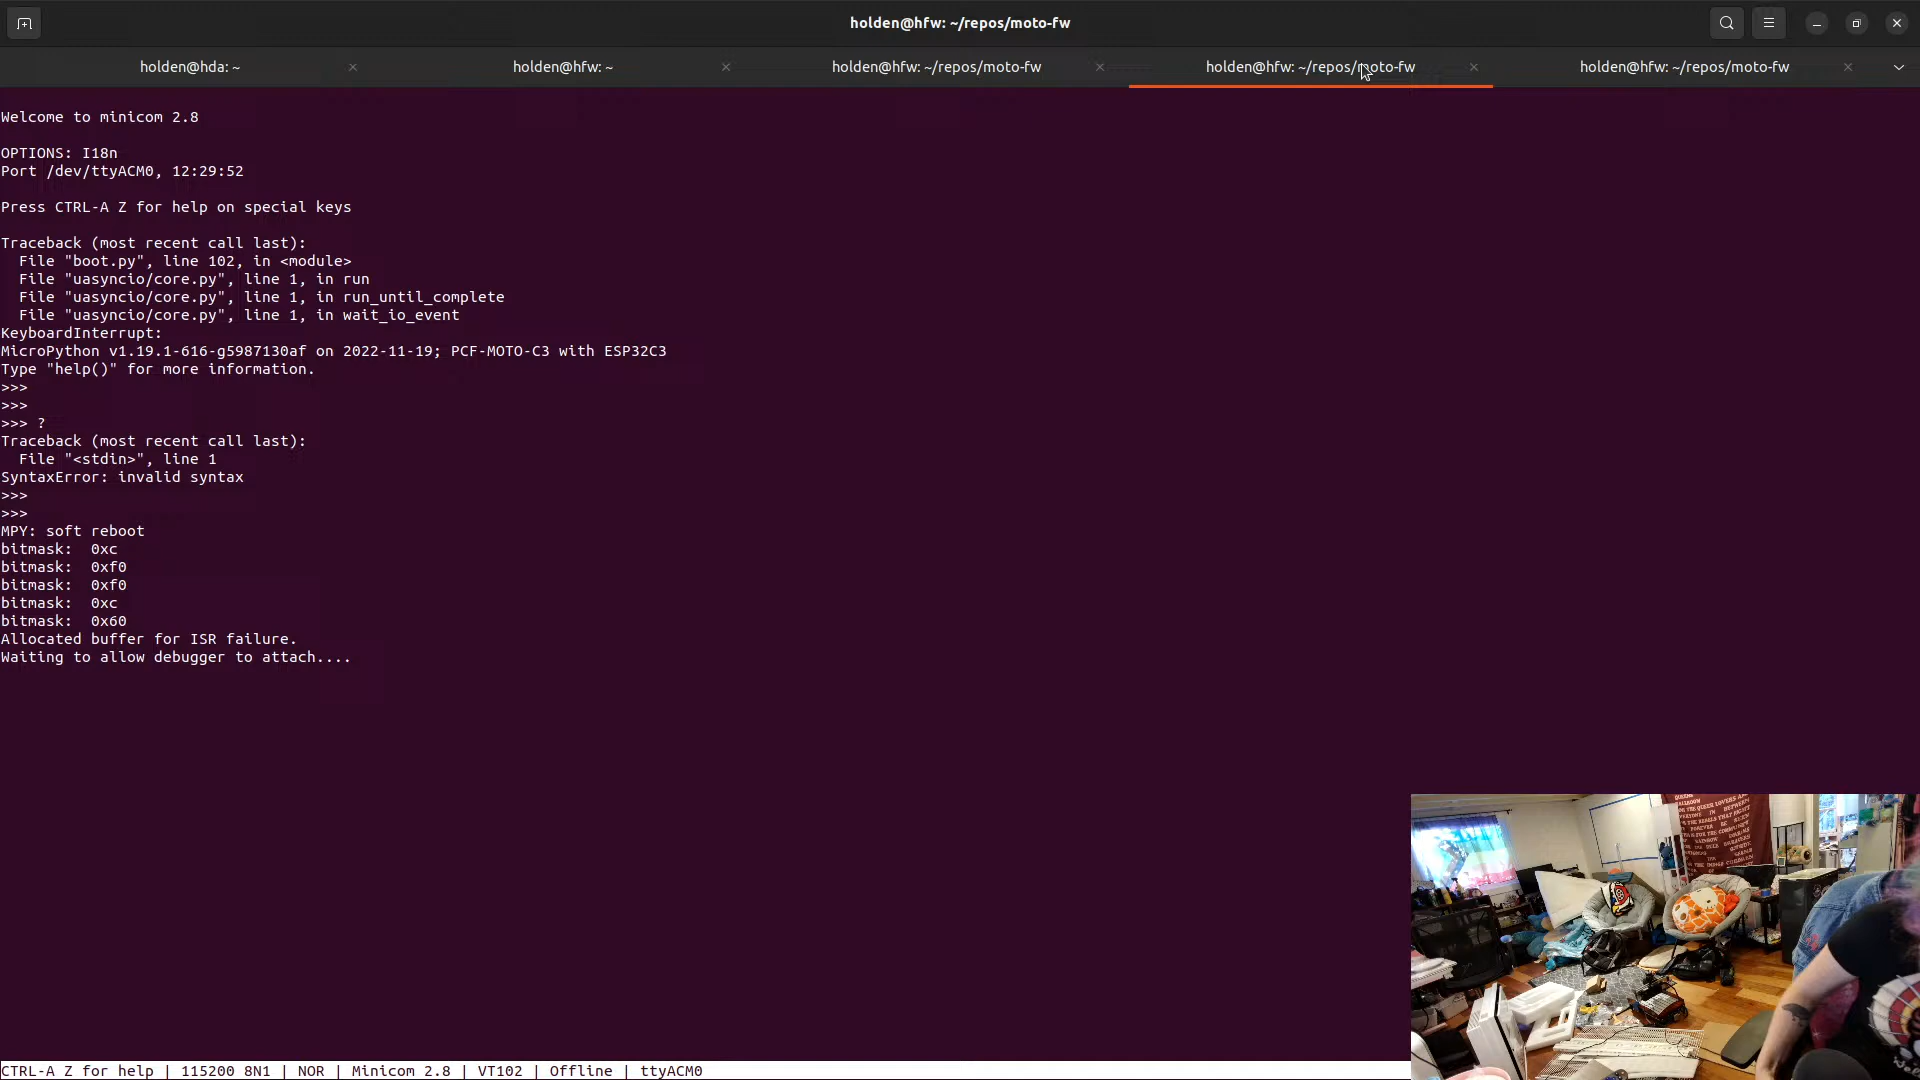 holden@hfw: ~/repos/moto-fw
holden@hda: ~
holden@hfw: ~
holden@hfw: ~/repos/moto-fw
holden@hfw: ~/repos/moto-fw
holden@hfw: ~/repos/moto-fw
Welcome to minicom 2.8
OPTIONS: I18n
Port /dev/ttyACM0, 12:29:52
Press CTRL-A Z for help on special keys
Traceback (most recent call last):
  File "boot.py", line 102, in <module>
  File "uasyncio/core.py", line 1, in run
  File "uasyncio/core.py", line 1, in run_until_complete
  File "uasyncio/core.py", line 1, in wait_io_event
KeyboardInterrupt:
MicroPython v1.19.1-616-g5987130af on 2022-11-19; PCF-MOTO-C3 with ESP32C3
Type "help()" for more information.
>>>
>>>
>>> ?
Traceback (most recent call last):
  File "<stdin>", line 1
SyntaxError: invalid syntax
>>>
>>>
MPY: soft reboot
bitmask:  0xc
bitmask:  0xf0
bitmask:  0xf0
bitmask:  0xc
bitmask:  0x60
Allocated buffer for ISR failure.
Waiting to allow debugger to attach....
CTRL-A Z for help | 115200 8N1 | NOR | Minicom 2.8 | VT102 | Offline | ttyACM0